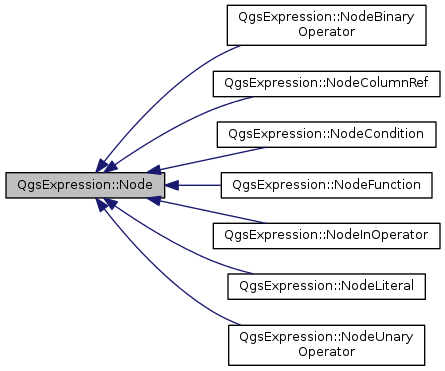 QgsExpression::NodeBinary
Operator
QgsExpression::NodeColumnRef
QgsExpression::NodeCondition
QgsExpression::Node
QgsExpression::NodeFunction
QgsExpression::NodeInOperator
QgsExpression::NodeLiteral
QgsExpression::NodeUnary
Operator